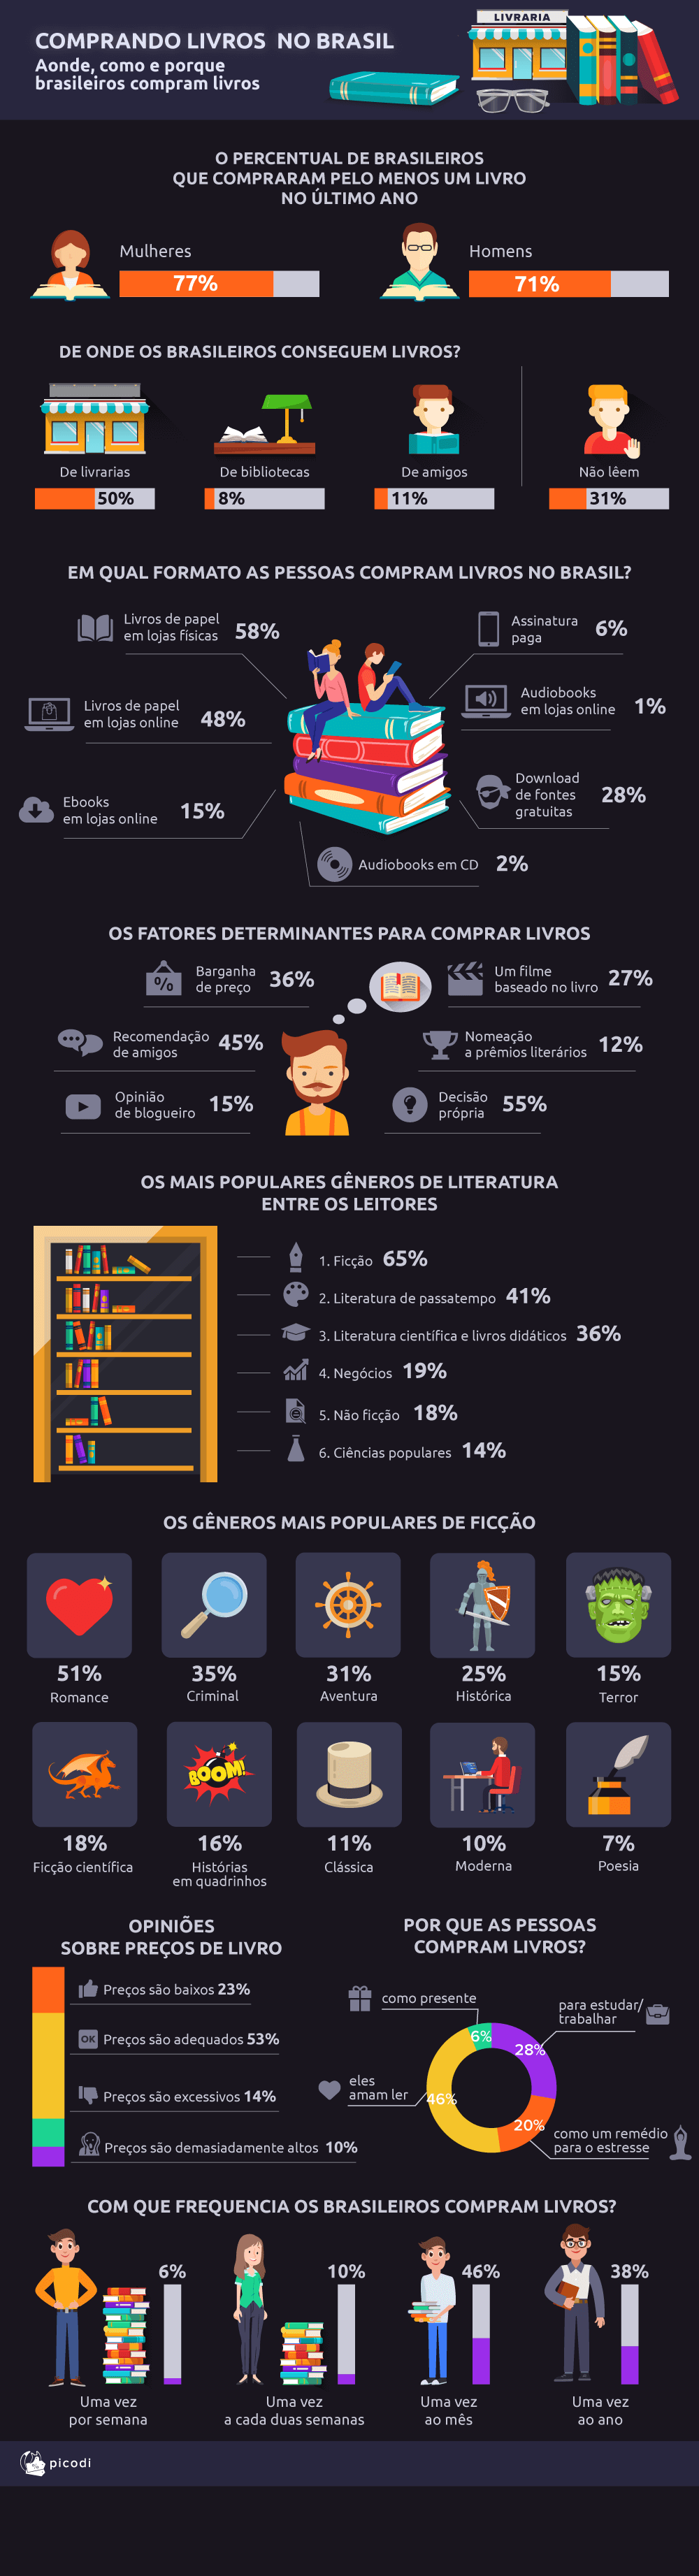 LIVRARIA
COMPRANDO LIVROS NO BRASIL
Aonde, como e porque
brasileiros compram livros
O PERCENTUAL DE BRASILEIROS
QUE COMPRARAM PELO MENOS UM LIVRO
NO ÚLTIMO ANO
Mulheres
77%
Homens
71%
DE ONDE OS BRASILEIROS CONSEGUEM LIVROS?
De livrarias
50%
De bibliotecas
8%
De amigos
11%
Não lêem
31%
EM QUAL FORMATO AS PESSOAS COMPRAM LIVROS NO BRASIL?
Livros de papel
em lojas físicas
58%
Assinatura
paga
6%
Livros de papel
em lojas online
48%
Audiobooks
em lojas online
1%
Ebooks
em lojas online
15%
Download
de fontes
gratuitas
28%
Audiobooks em CD 2%
OS FATORES DETERMINANTES PARA COMPRAR LIVROS
%
Barganha
de preço
36%
Um filme
baseado no livro
27%
Recomendação
de amigos
45%
Nomeação
a prêmios literários
12%
Opinião
de blogueiro
15%
Decisão
própria
55%
OS MAIS POPULARES GÊNEROS DE LITERATURA
ENTRE OS LEITORES
1. Ficção 65%
2. Literatura de passatempo 41%
3. Literatura científica e livros didáticos 36%
4. Negócios 19%
5. Não ficção 18%
6. Ciências populares 14%
OS GÊNEROS MAIS POPULARES DE FICÇÃO
51%
Romance
35%
Criminal
31%
Aventura
25%
Histórica
15%
Terror
BOOM!
18%
Ficção científica
16%
Histórias
em quadrinhos
11%
Clássica
10%
Moderna
7%
Poesia
OPINIÕES
SOBRE PREÇOS DE LIVRO
Preços são baixos 23%
OK
Preços são adequados 53%
Preços são excessivos 14%
Preços são demasiadamente altos 10%
POR QUE AS PESSOAS
COMPRAM LIVROS?
como presente
6%
para estudar/
trabalhar
28%
eles
amam ler
46%
20%
como um remédio
para o estresse
COM QUE FREQUENCIA OS BRASILEIROS COMPRAM LIVROS?
6%
Uma vez
por semana
10%
Uma vez
a cada duas semanas
46%
Uma vez
ao mês
38%
Uma vez
ao ano
picodi